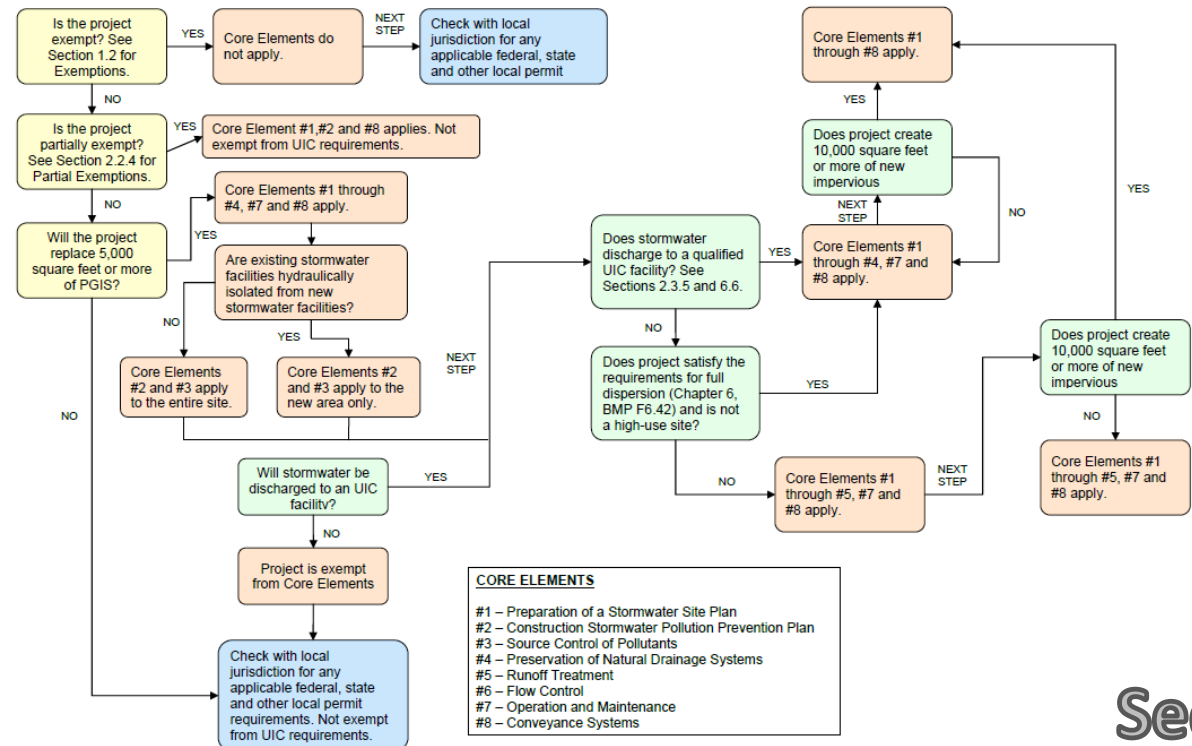 Is the project
exempt? See
Section 1.2 for
Exemptions.
YES
Core Elements do
not apply.
NEXT
STEP
Check with local
jurisdiction for any
applicable federal, state
and other local permit
NO
Is the project
partially exempt?
See Section 2.2.4 for
Partial Exemptions.
YES
Core Element #1,#2 and #8 applies. Not
exempt from UIC requirements.
NO
Will the project
replace 5,000
square feet or more
of PGIS?
YES
Core Elements #1 through
#4, #7 and #8 apply.
Are existing stormwater
facilities hydraulically
isolated from new
stormwater facilities?
NO
YES
Core Elements
#2 and #3 apply
to the entire site.
Core Elements #2
and #3 apply to the
new area only.
NEXT
STEP
NO
Will stormwater be
discharged to an UIC
facility?
YES
NO
Project is exempt
from Core Elements
Check with local
jurisdiction for any
applicable federal, state
and other local permit
requirements. Not exempt
from UIC requirements.
Does stormwater
discharge to a qualified
UIC facility? See
Sections 2.3.5 and 6.6.
YES
NO
Does project satisfy the
requirements for full
dispersion (Chapter 6,
BMP F6.42) and is not
a high-use site?
YES
NO
Core Elements #1
through #8 apply.
YES
Does project create
10,000 square feet
or more of new
impervious
NEXT
STEP
NO
Core Elements #1
through #4, #7 and
#8 apply.
Core Elements #1
through #5, #7 and
#8 apply.
NEXT
STEP
YES
Does project create
10,000 square feet
or more of new
impervious
NO
Core Elements #1
through #5, #7 and
#8 apply.
CORE ELEMENTS
#1 – Preparation of a Stormwater Site Plan
#2 – Construction Stormwater Pollution Prevention Plan
#3 – Source Control of Pollutants
#4 – Preservation of Natural Drainage Systems
#5 – Runoff Treatment
#6 – Flow Control
#7 – Operation and Maintenance
#8 – Conveyance Systems